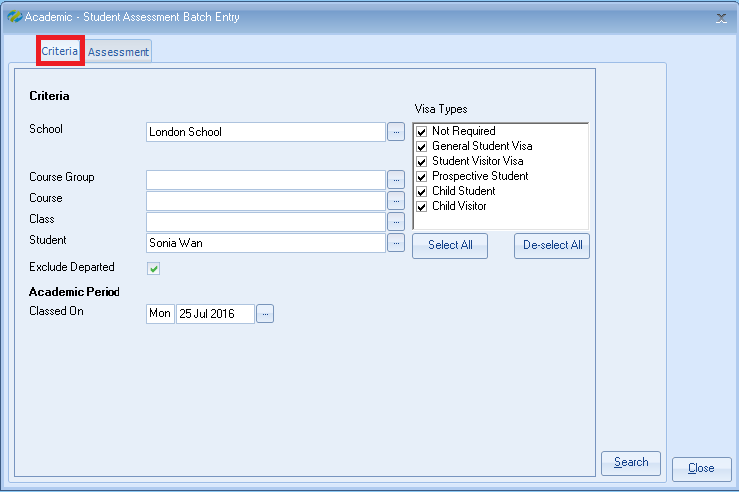 Academic - Student Assessment Batch Entry
Criteria
Assessment
Criteria
School
London School
...
Course Group
...
Course
...
Class
...
Student
Sonia Wan
...
Exclude Departed
Academic Period
Classed On
Mon
25 Jul 2016
...
Visa Types
Not Required
General Student Visa
Student Visitor Visa
Prospective Student
Child Student
Child Visitor
Select All
De-select All
Search
Close